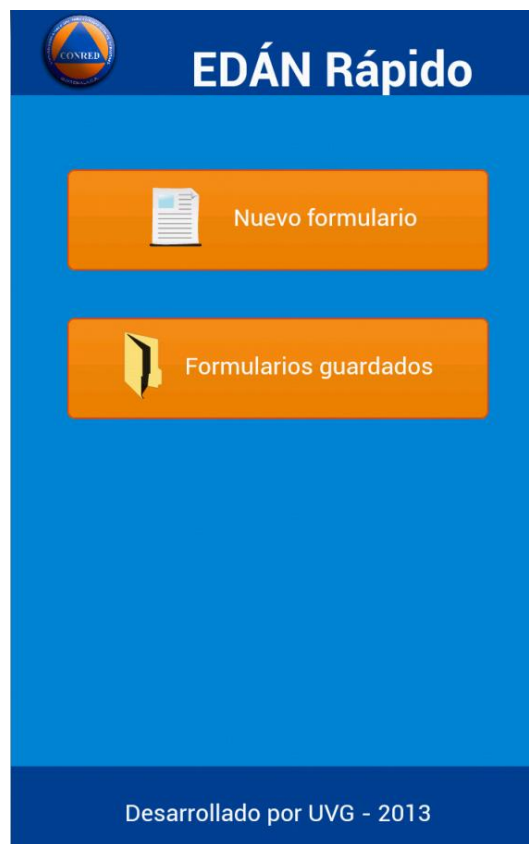 CONRED
EDÁN Rápido
Nuevo formulario
Formularios guardados
Desarrollado por UVG - 2013